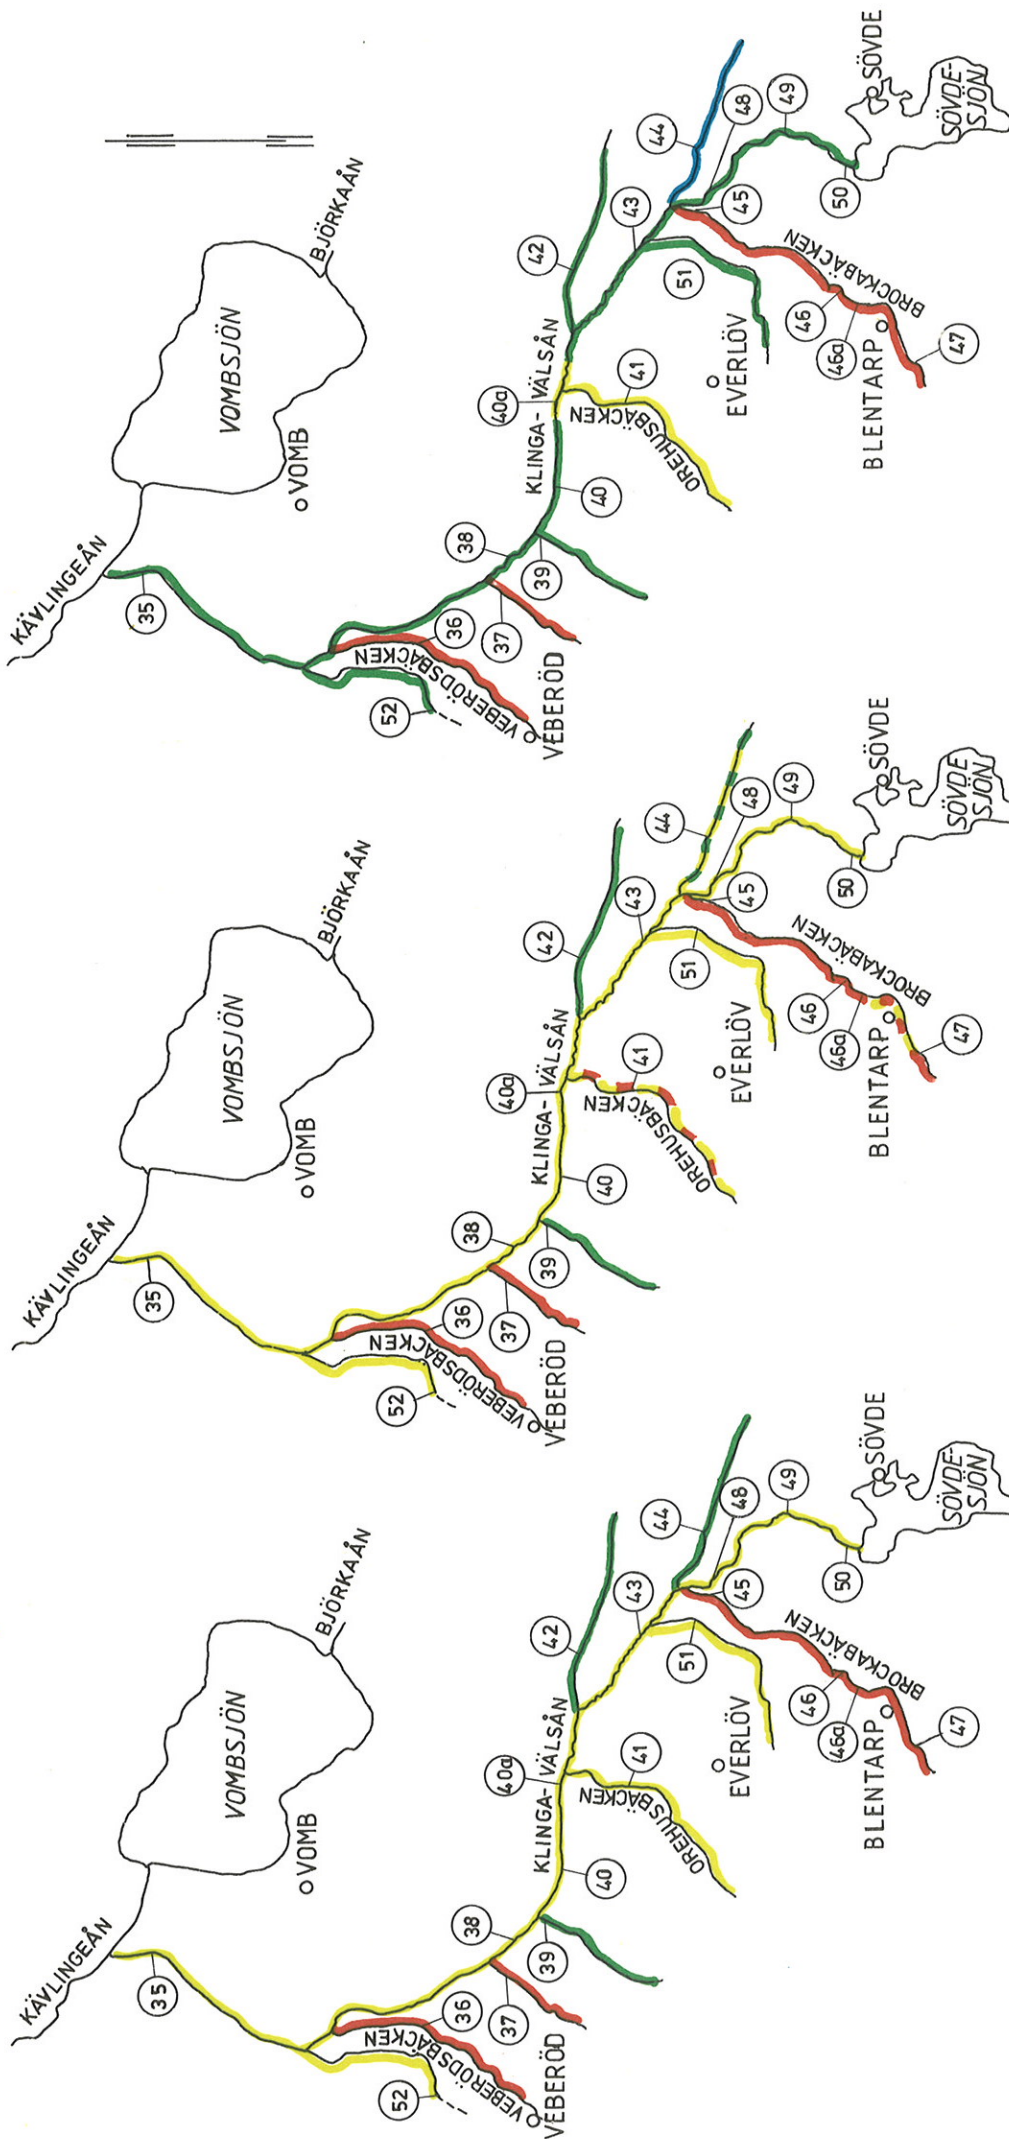 KÄVLINGEÅN
BJÖRKAÅN
VOMBSJÖN
VOMB
35
52
36
VEBERÖDSBÄCKEN
VEBERÖD
37
38
39
40
KLINGA-
VÄLSÅN
40a
41
OREHUSBÄCKEN
42
43
44
EVERLÖV
51
45
48
49
50
SÖVDE
SÖVDE-
SJÖN
BROCKABÄCKEN
46
46a
BLENTARP
47
KÄVLINGEÅN
BJÖRKAÅN
VOMBSJÖN
VOMB
35
52
36
VEBERÖDSBÄCKEN
VEBERÖD
37
38
39
40
KLINGA-
VÄLSÅN
40a
41
OREHUSBÄCKEN
42
43
44
EVERLÖV
51
45
48
49
50
SÖVDE
SÖVDE
SJÖN
BROCKABÄCKEN
46
46a
BLENTARP
47
KÄVLINGEÅN
BJÖRKAÅN
VOMBSJÖN
VOMB
35
52
36
VEBERÖDSBÄCKEN
VEBERÖD
37
38
39
40
KLINGA-
VÄLSÅN
40a
41
OREHUSBÄCKEN
42
43
44
EVERLÖV
51
45
48
49
50
SÖVDE
SÖVDE-
SJÖN
BROCKABÄCKEN
46
46a
BLENTARP
47